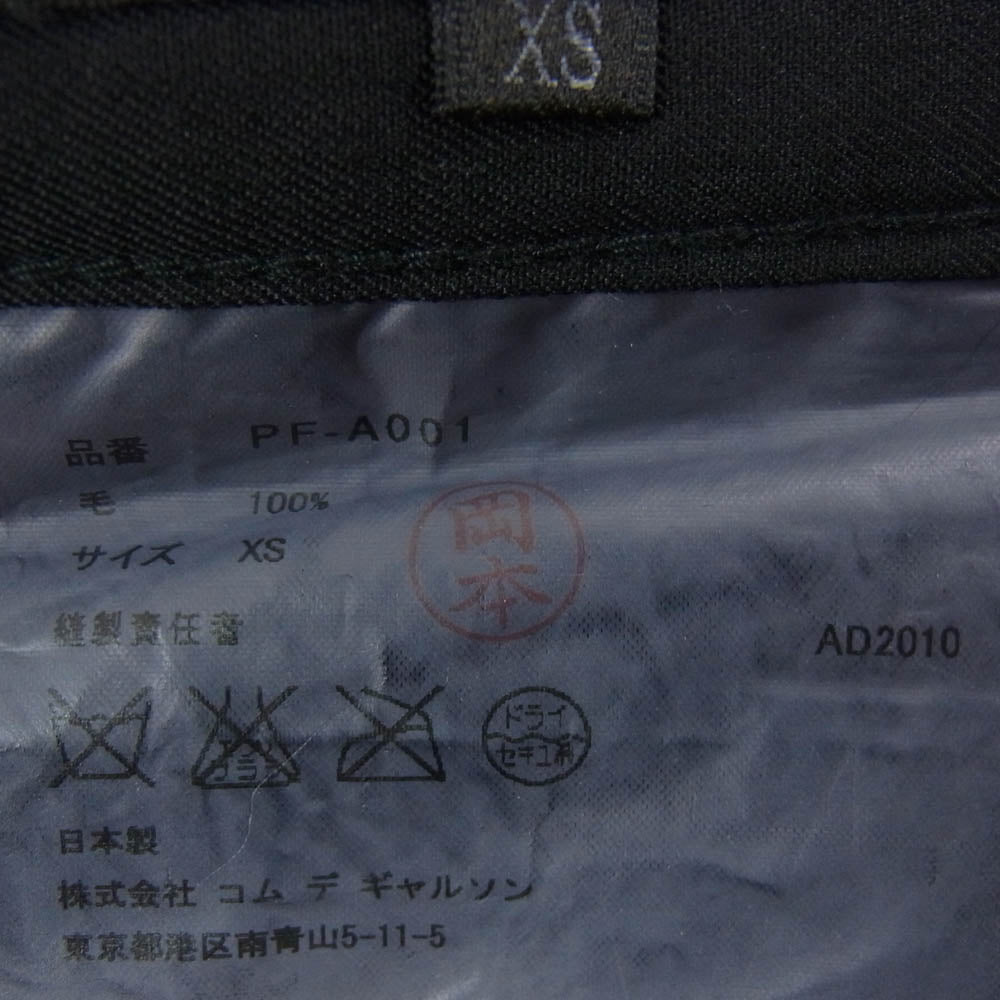 XS
品番 PF-A001
毛 100%
サイズ XS
縫製責任者 岡本
AD2010
ドライ
セキユ系
日本製
株式会社 コム デ ギャルソン
東京都港区南青山5-11-5